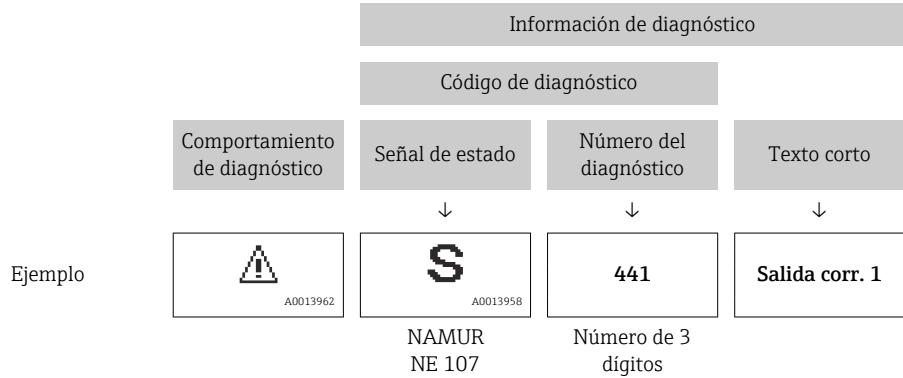 Información de diagnóstico
Código de diagnóstico
Comportamiento
de diagnóstico
Señal de estado
Número del
diagnóstico
Texto corto
↓ ↓ ↓
Ejemplo
A0013962
S
A0013958
441
Salida corr. 1
NAMUR
NE 107
Número de 3
dígitos